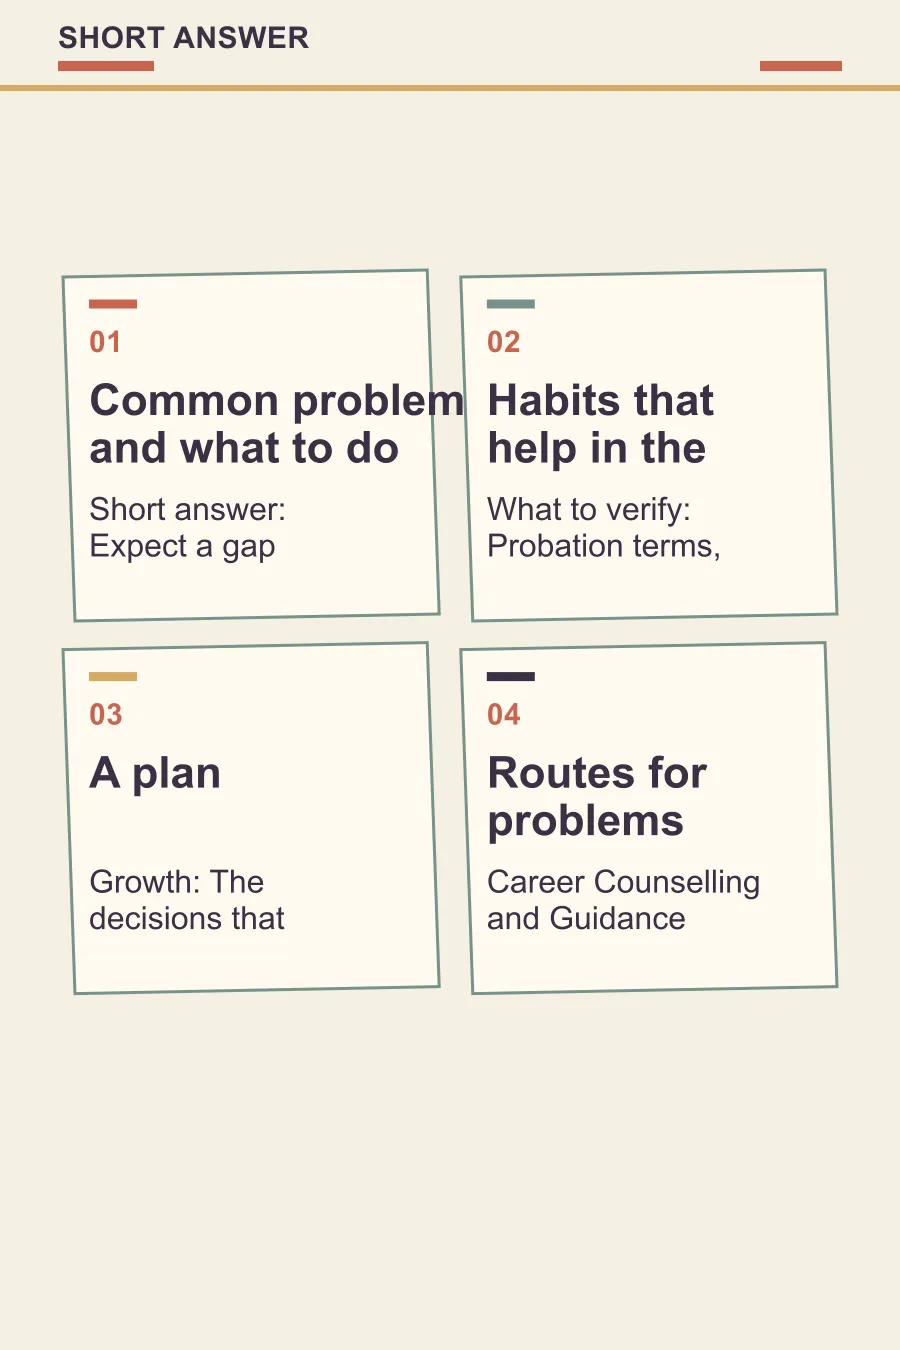 SHORT ANSWER
01
Common problem
and what to do
Short answer:
Expect a gap
02
Habits that
help in the
What to verify:
Probation terms,
03
A plan
Growth: The
decisions that
04
Routes for
problems
Career Counselling
and Guidance